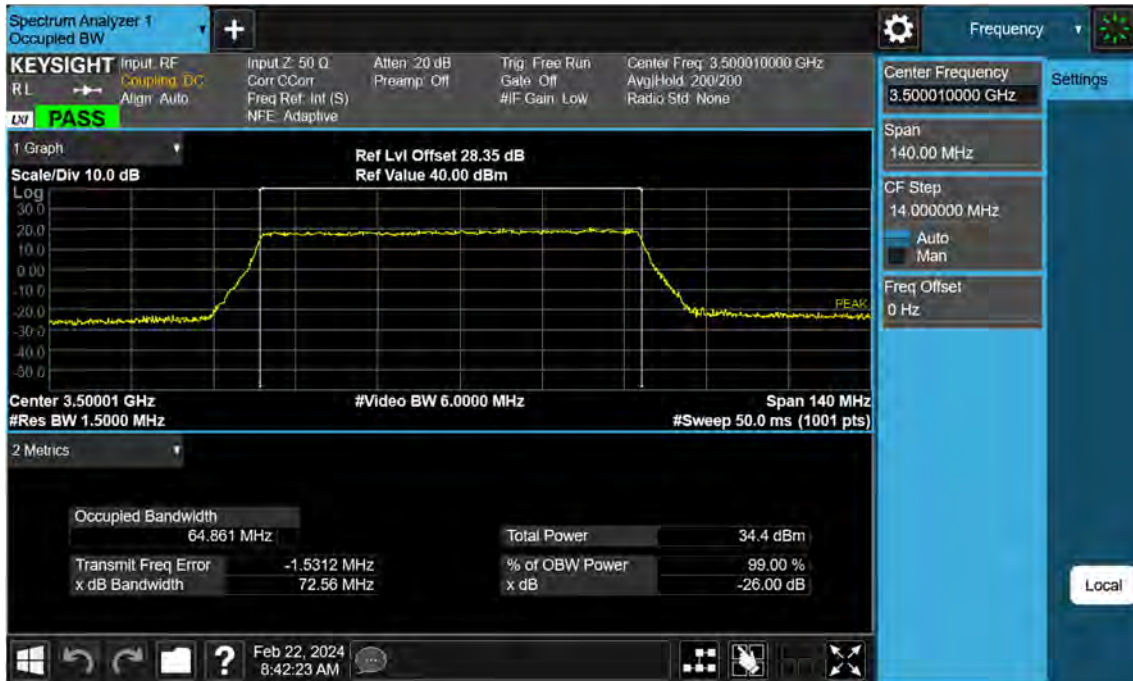 Spectrum Analyzer 1
Occupied BW
+
Frequency
KEYSIGHT
RL
LXI
PASS
Input: RF
Coupling: DC
Align: Auto
Input Z: 50 Ω
Corr CCorr
Freq Ref: Int (S)
NFE: Adaptive
Atten: 20 dB
Preamp: Off
Trig: Free Run
Gate: Off
#IF Gain: Low
Center Freq: 3.500010000 GHz
Avg|Hold: 200/200
Radio Std: None
Center Frequency
3.500010000 GHz
Settings
Span
140.00 MHz
CF Step
14.000000 MHz
Auto
Man
Freq Offset
0 Hz
1 Graph
Scale/Div 10.0 dB
Ref Lvl Offset 28.35 dB
Ref Value 40.00 dBm
Log
30.0
20.0
10.0
0.00
-10.0
-20.0
-30.0
-40.0
-50.0
PEAK
Center 3.50001 GHz
#Video BW 6.0000 MHz
Span 140 MHz
#Res BW 1.5000 MHz
#Sweep 50.0 ms (1001 pts)
2 Metrics
Occupied Bandwidth
64.861 MHz
Total Power 34.4 dBm
Transmit Freq Error -1.5312 MHz
% of OBW Power 99.00 %
x dB Bandwidth 72.56 MHz
x dB -26.00 dB
Local
?
Feb 22, 2024
8:42:23 AM